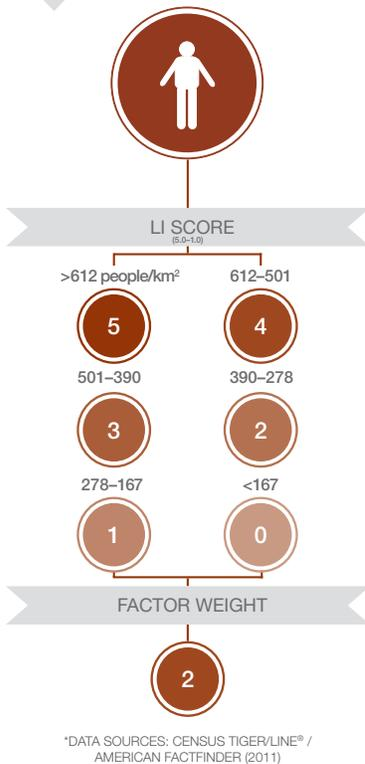 LI SCORE
(5.0–1.0)
>612 people/km² 612–501
5 4
501–390 390–278
3 2
278–167 <167
1 0
FACTOR WEIGHT
2
*DATA SOURCES: CENSUS TIGER/LINE® /
AMERICAN FACTFINDER (2011)